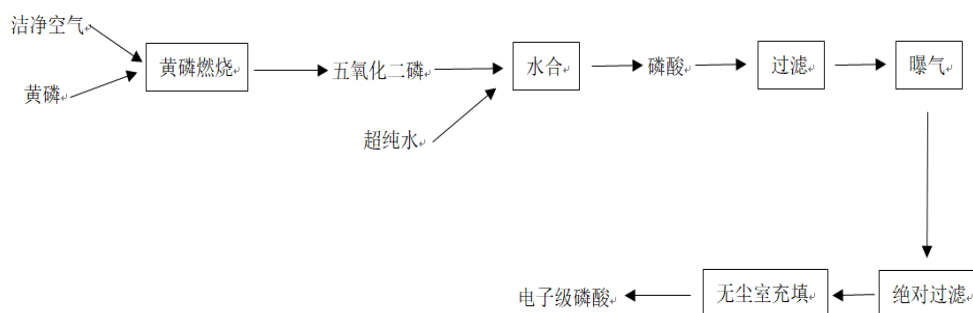 洁净空气
黄磷
黄磷燃烧
五氧化二磷
超纯水
水合
磷酸
过滤
曝气
绝对过滤
无尘室充填
电子级磷酸